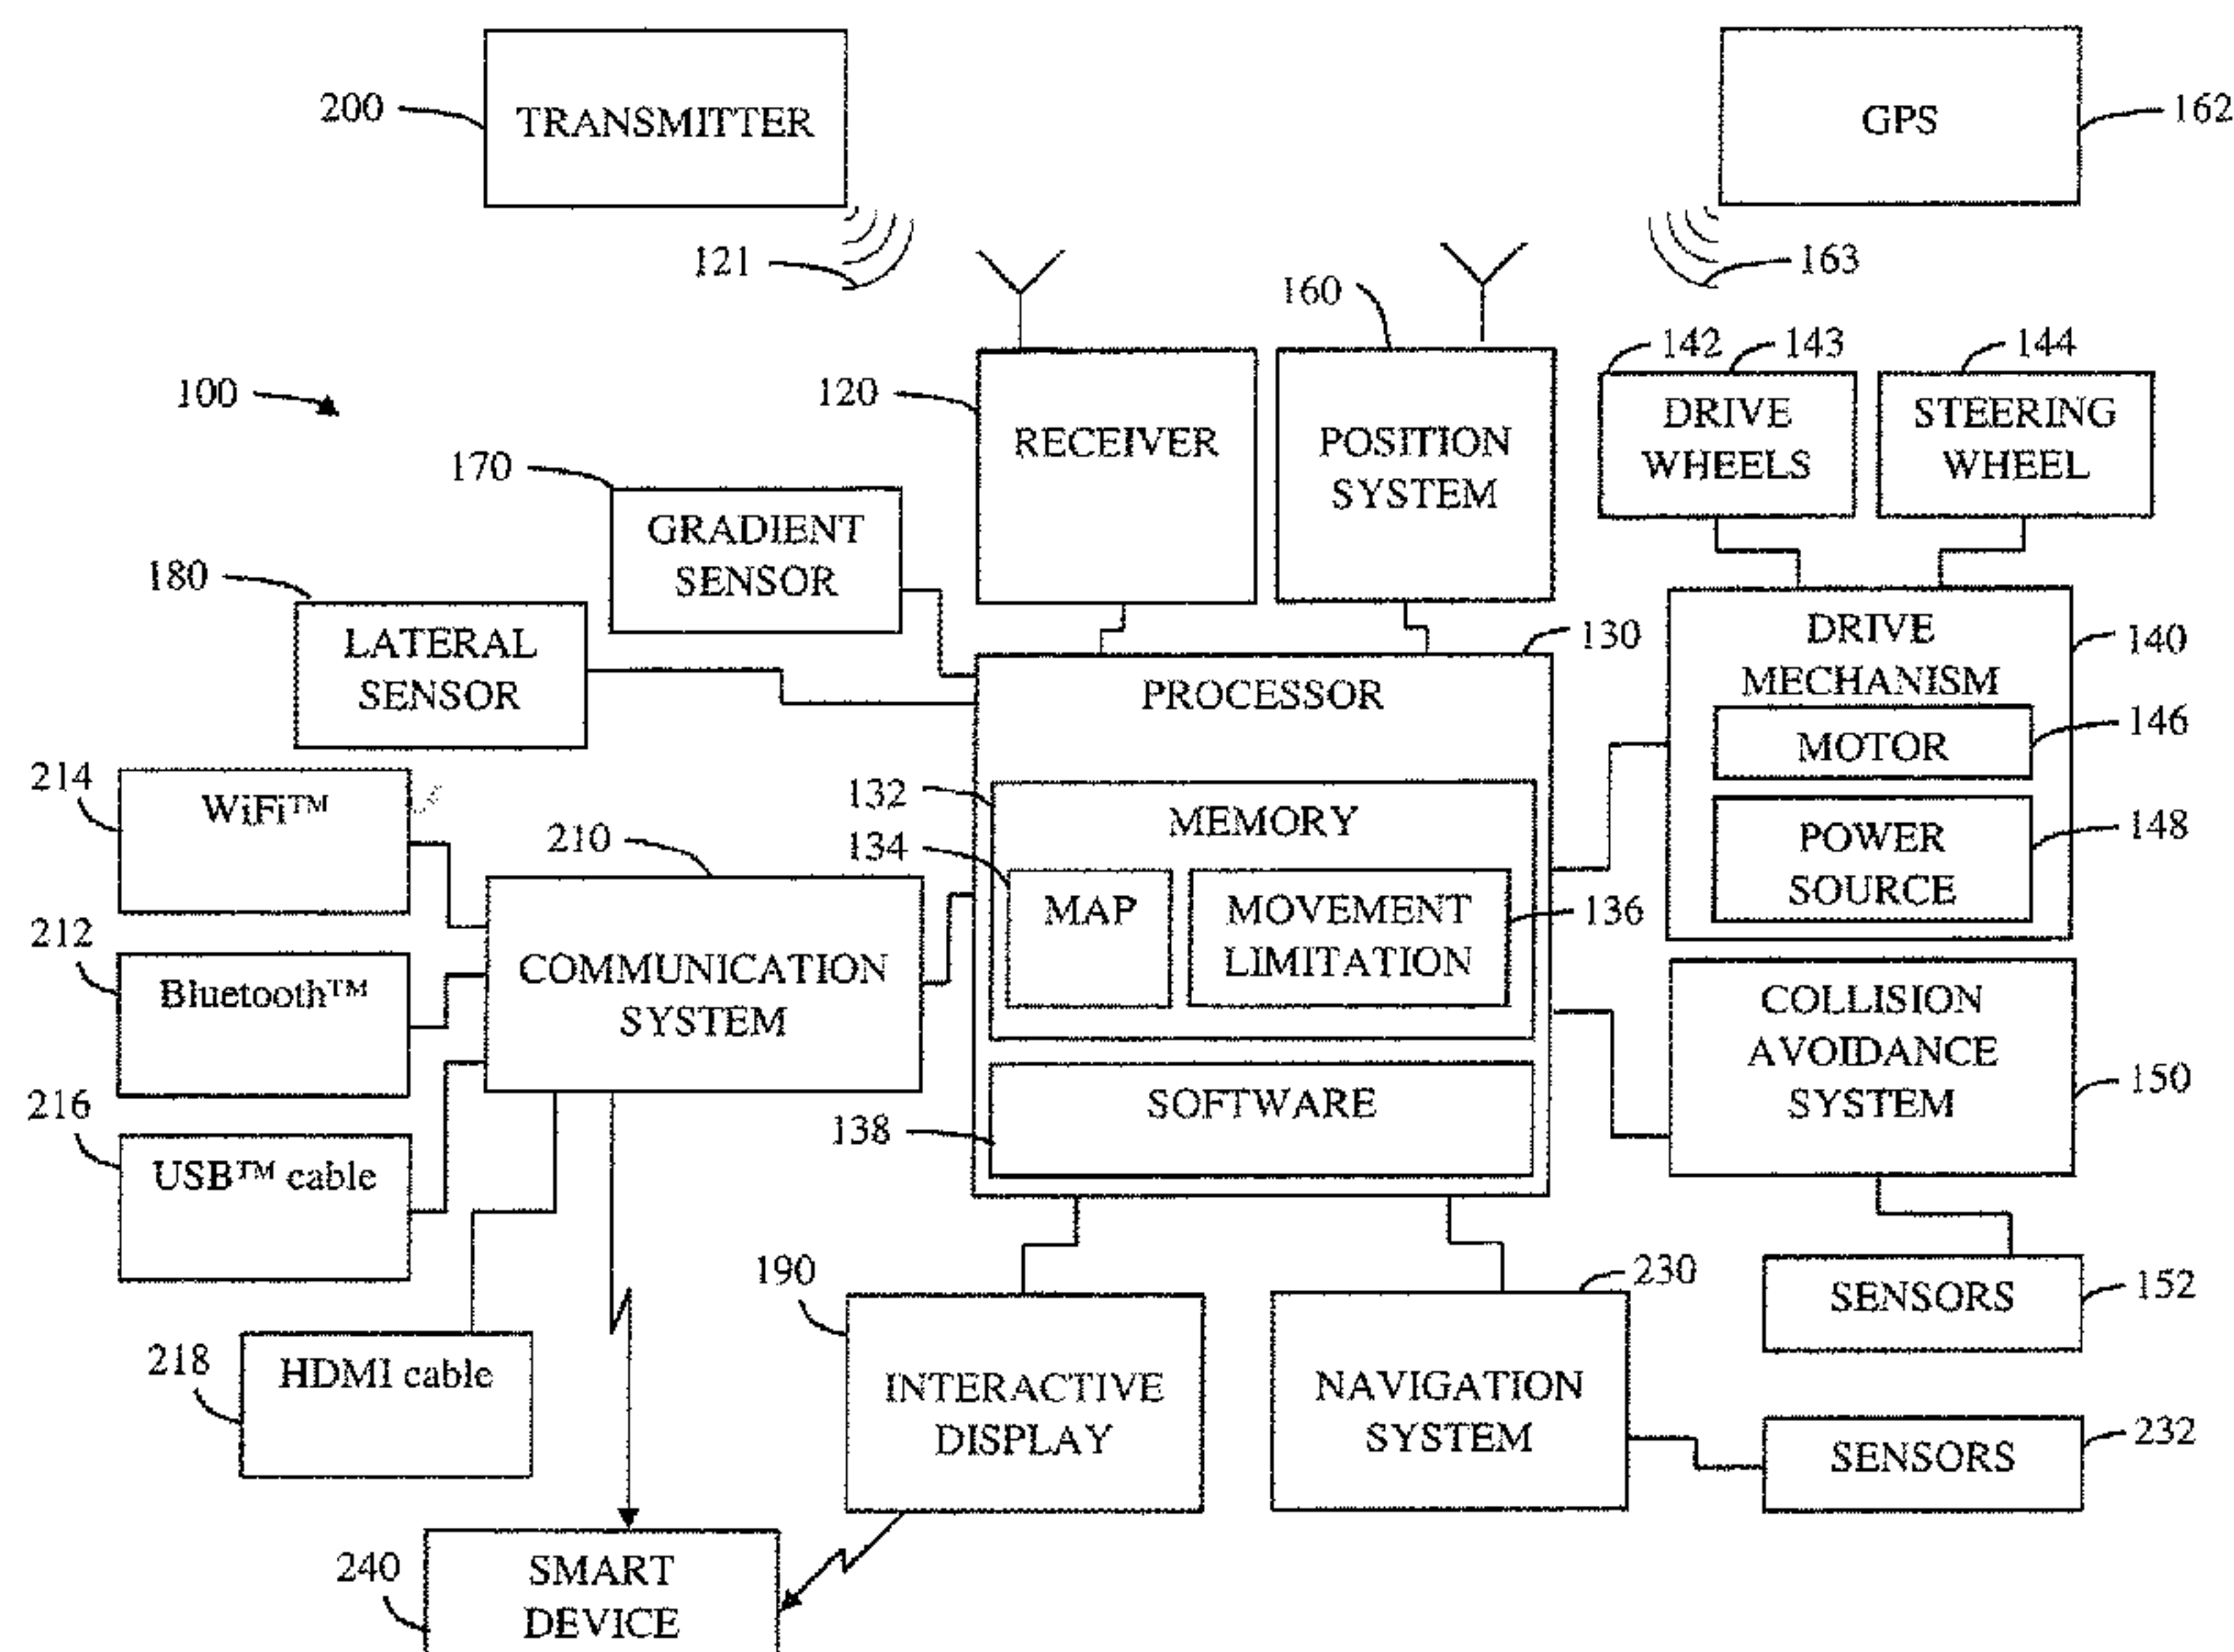 200
TRANSMITTER
GPS
162
121
163
160
142
143
144
100
120
RECEIVER
POSITION
SYSTEM
DRIVE
WHEELS
STEERING
WHEEL
170
GRADIENT
SENSOR
180
LATERAL
SENSOR
130
PROCESSOR
DRIVE
MECHANISM
140
MOTOR
146
POWER
SOURCE
148
214
WiFi™
132
MEMORY
134
MAP
MOVEMENT
LIMITATION
136
210
COMMUNICATION
SYSTEM
212
Bluetooth™
COLLISION
AVOIDANCE
SYSTEM
150
SOFTWARE
138
216
USB™ cable
190
INTERACTIVE
DISPLAY
230
NAVIGATION
SYSTEM
SENSORS
152
218
HDMI cable
SENSORS
232
240
SMART
DEVICE